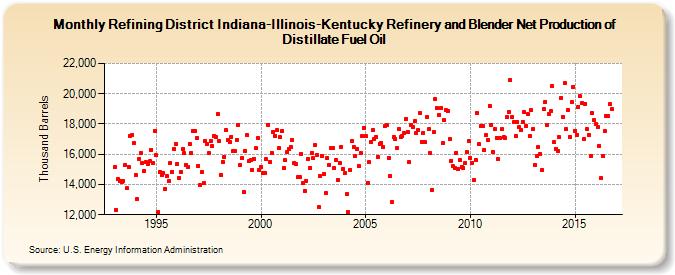 Monthly Refining District Indiana-Illinois-Kentucky Refinery and Blender Net Production of
Distillate Fuel Oil
Thousand Barrels
22,000
20,000
18,000
16,000
14,000
12,000
1995
2000
2005
2010
2015
Source: U.S. Energy Information Administration